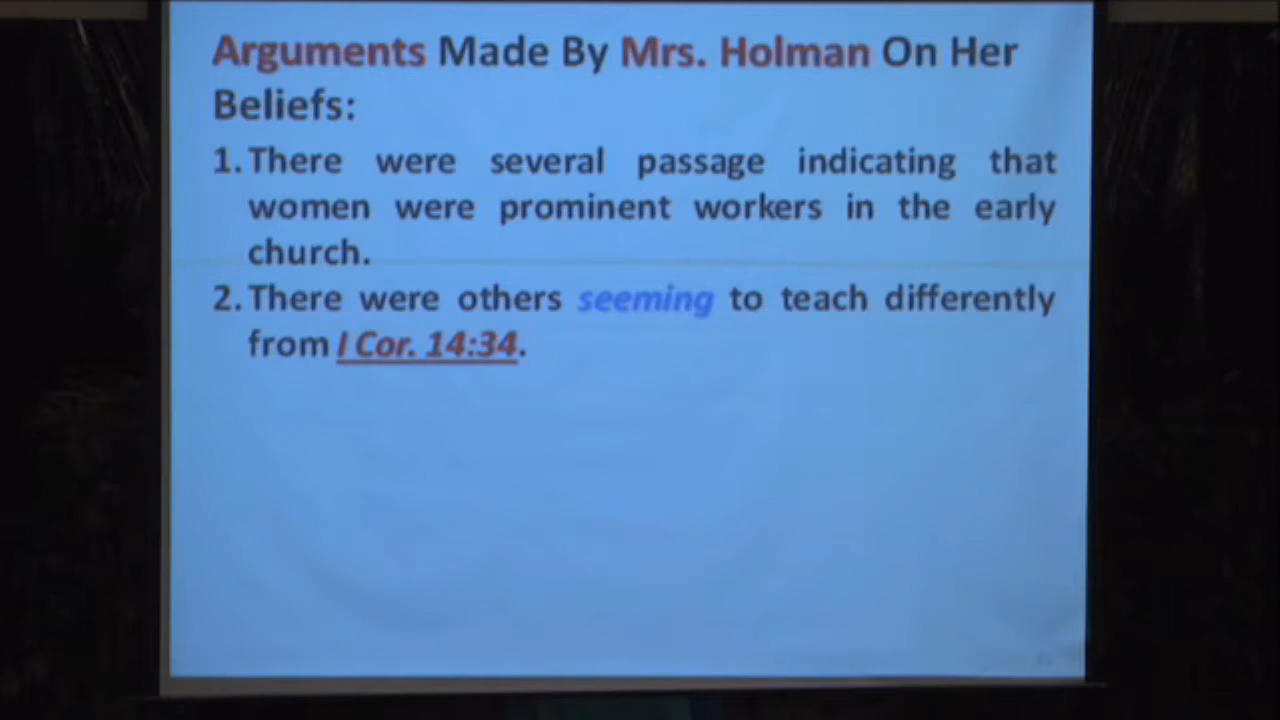 Arguments Made By Mrs. Holman On Her
Beliefs:
1. There were several passage indicating that
women were prominent workers in the early
church.
2. There were others seeming to teach differently
from I Cor. 14:34.